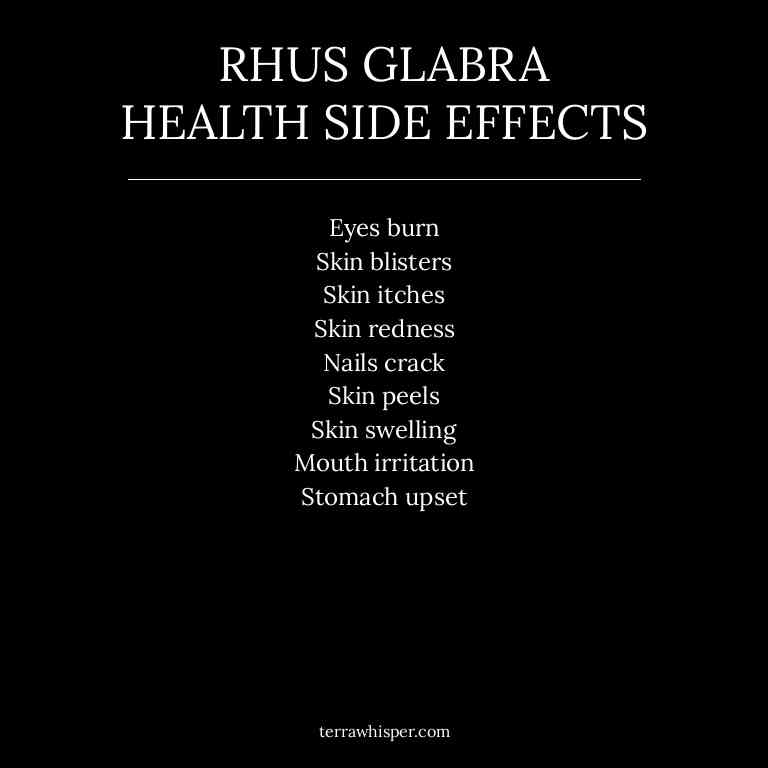 RHUS GLABRA
HEALTH SIDE EFFECTS
Eyes burn
Skin blisters
Skin itches
Skin redness
Nails crack
Skin peels
Skin swelling
Mouth irritation
Stomach upset
terrawhisper.com